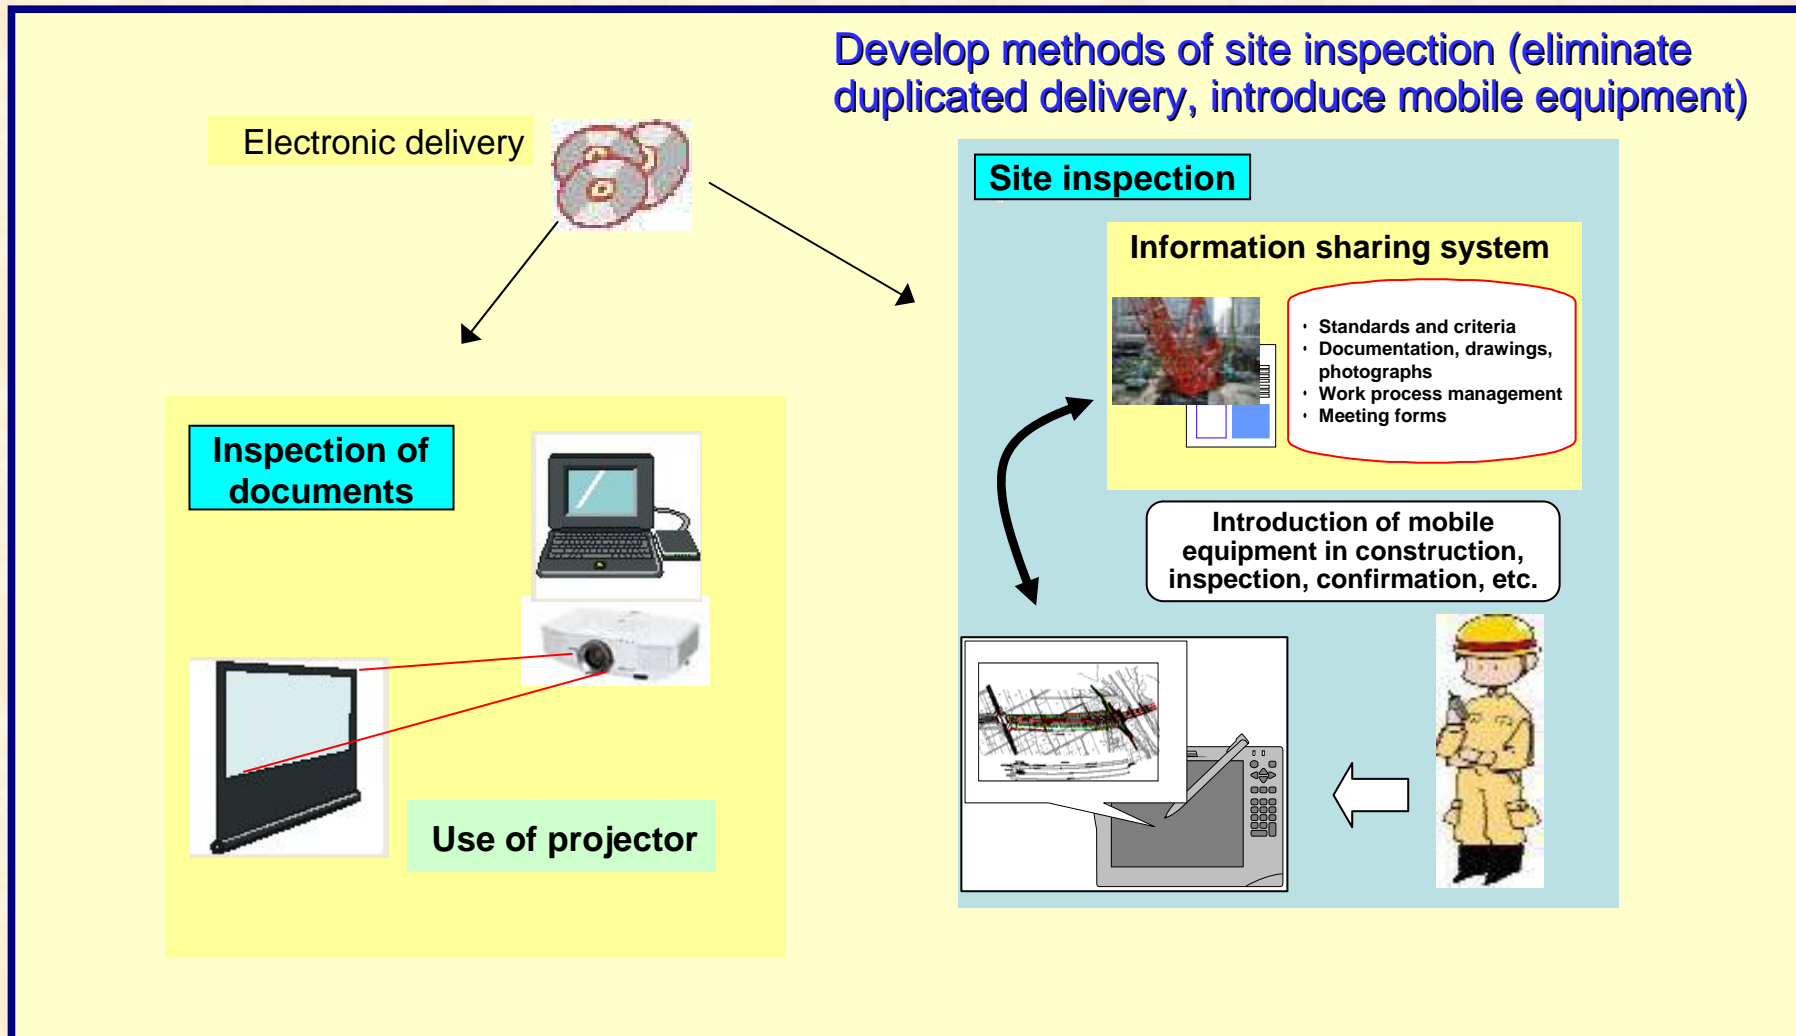 Develop methods of site inspection (eliminate
duplicated delivery, introduce mobile equipment)
Electronic delivery
Site inspection
Information sharing system
・ Standards and criteria
・ Documentation, drawings,
photographs
・ Work process management
・ Meeting forms
Inspection of
documents
Introduction of mobile
equipment in construction,
inspection, confirmation, etc.
Use of projector